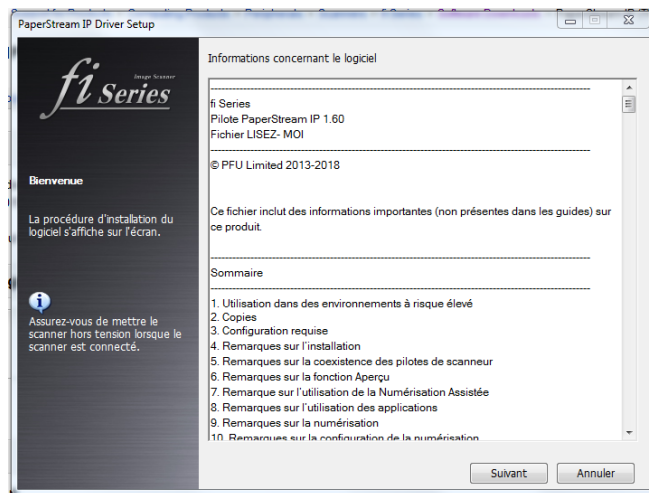 PaperStream IP Driver Setup
fi Series
Image Scanner
Bienvenue
La procédure d'installation du
logiciel s'affiche sur l'écran.
Assurez-vous de mettre le
scanner hors tension lorsque le
scanner est connecté.
Informations concernant le logiciel
fi Series
Pilote PaperStream IP 1.60
Fichier LISEZ- MOI
© PFU Limited 2013-2018
Ce fichier inclut des informations importantes (non présentes dans les guides) sur
ce produit.
Sommaire
1. Utilisation dans des environnements à risque élevé
2. Copies
3. Configuration requise
4. Remarques sur l'installation
5. Remarques sur la coexistence des pilotes de scanneur
6. Remarques sur la fonction Aperçu
7. Remarque sur l'utilisation de la Numérisation Assistée
8. Remarques sur l'utilisation des applications
9. Remarques sur la numérisation
10. Remarques sur la configuration de la numérisation
Suivant
Annuler